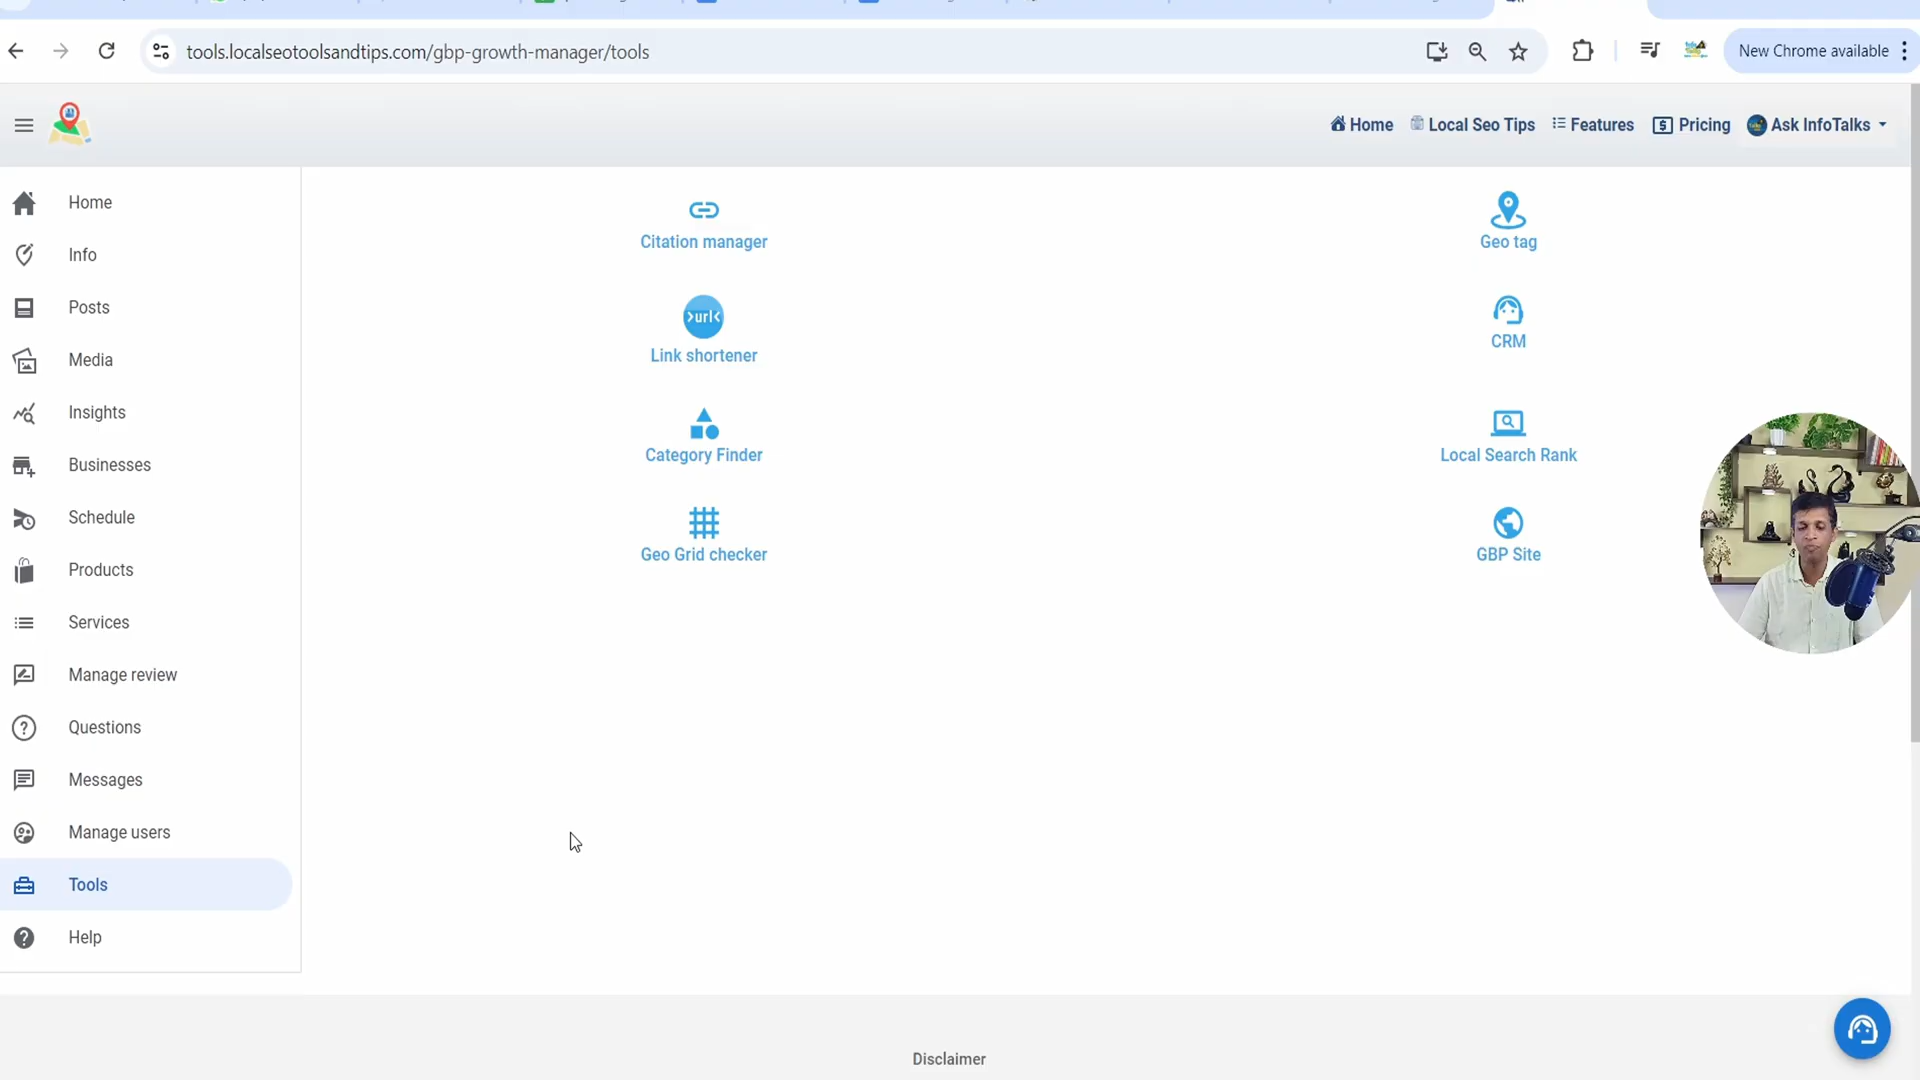 tools.localseotoolsandtips.com/gbp-growth-manager/tools
New Chrome available
Home
Local Seo Tips
Features
Pricing
Ask InfoTalks
Home
Info
Posts
Media
Insights
Businesses
Schedule
Products
Services
Manage review
Questions
Messages
Manage users
Tools
Help
Citation manager
Geo tag
>url<
Link shortener
CRM
Category Finder
Local Search Rank
Geo Grid checker
GBP Site
Disclaimer